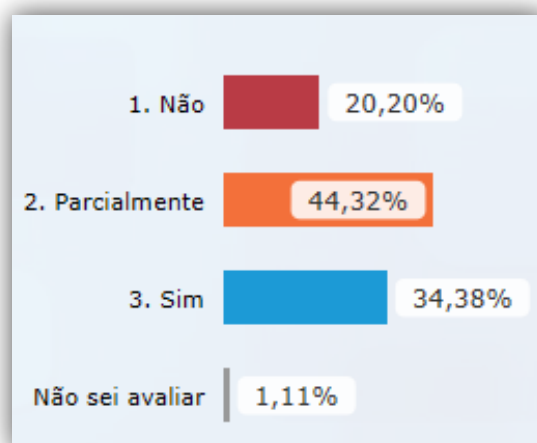 1. Não 20,20%
2. Parcialmente 44,32%
3. Sim 34,38%
Não sei avaliar 1,11%